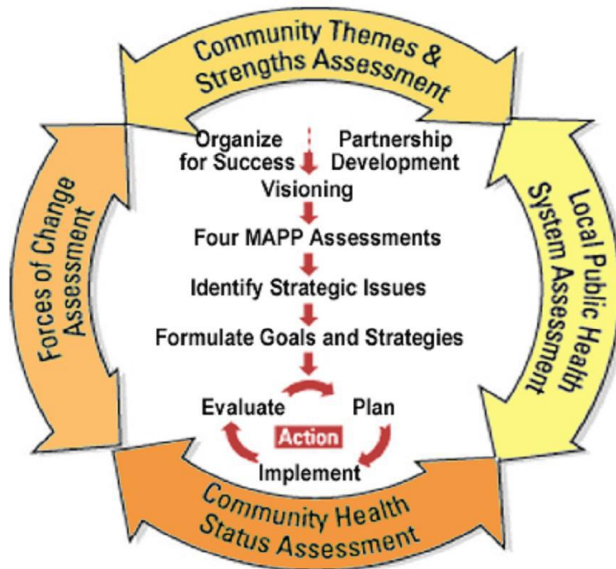 Community Themes &
Strengths Assessment
Organize
for Success
Partnership
Development
Visioning
Four MAPP Assessments
Identify Strategic Issues
Formulate Goals and Strategies
Evaluate
Plan
Action
Implement
Forces of Change
Assessment
Local Public Health
System Assessment
Community Health
Status Assessment